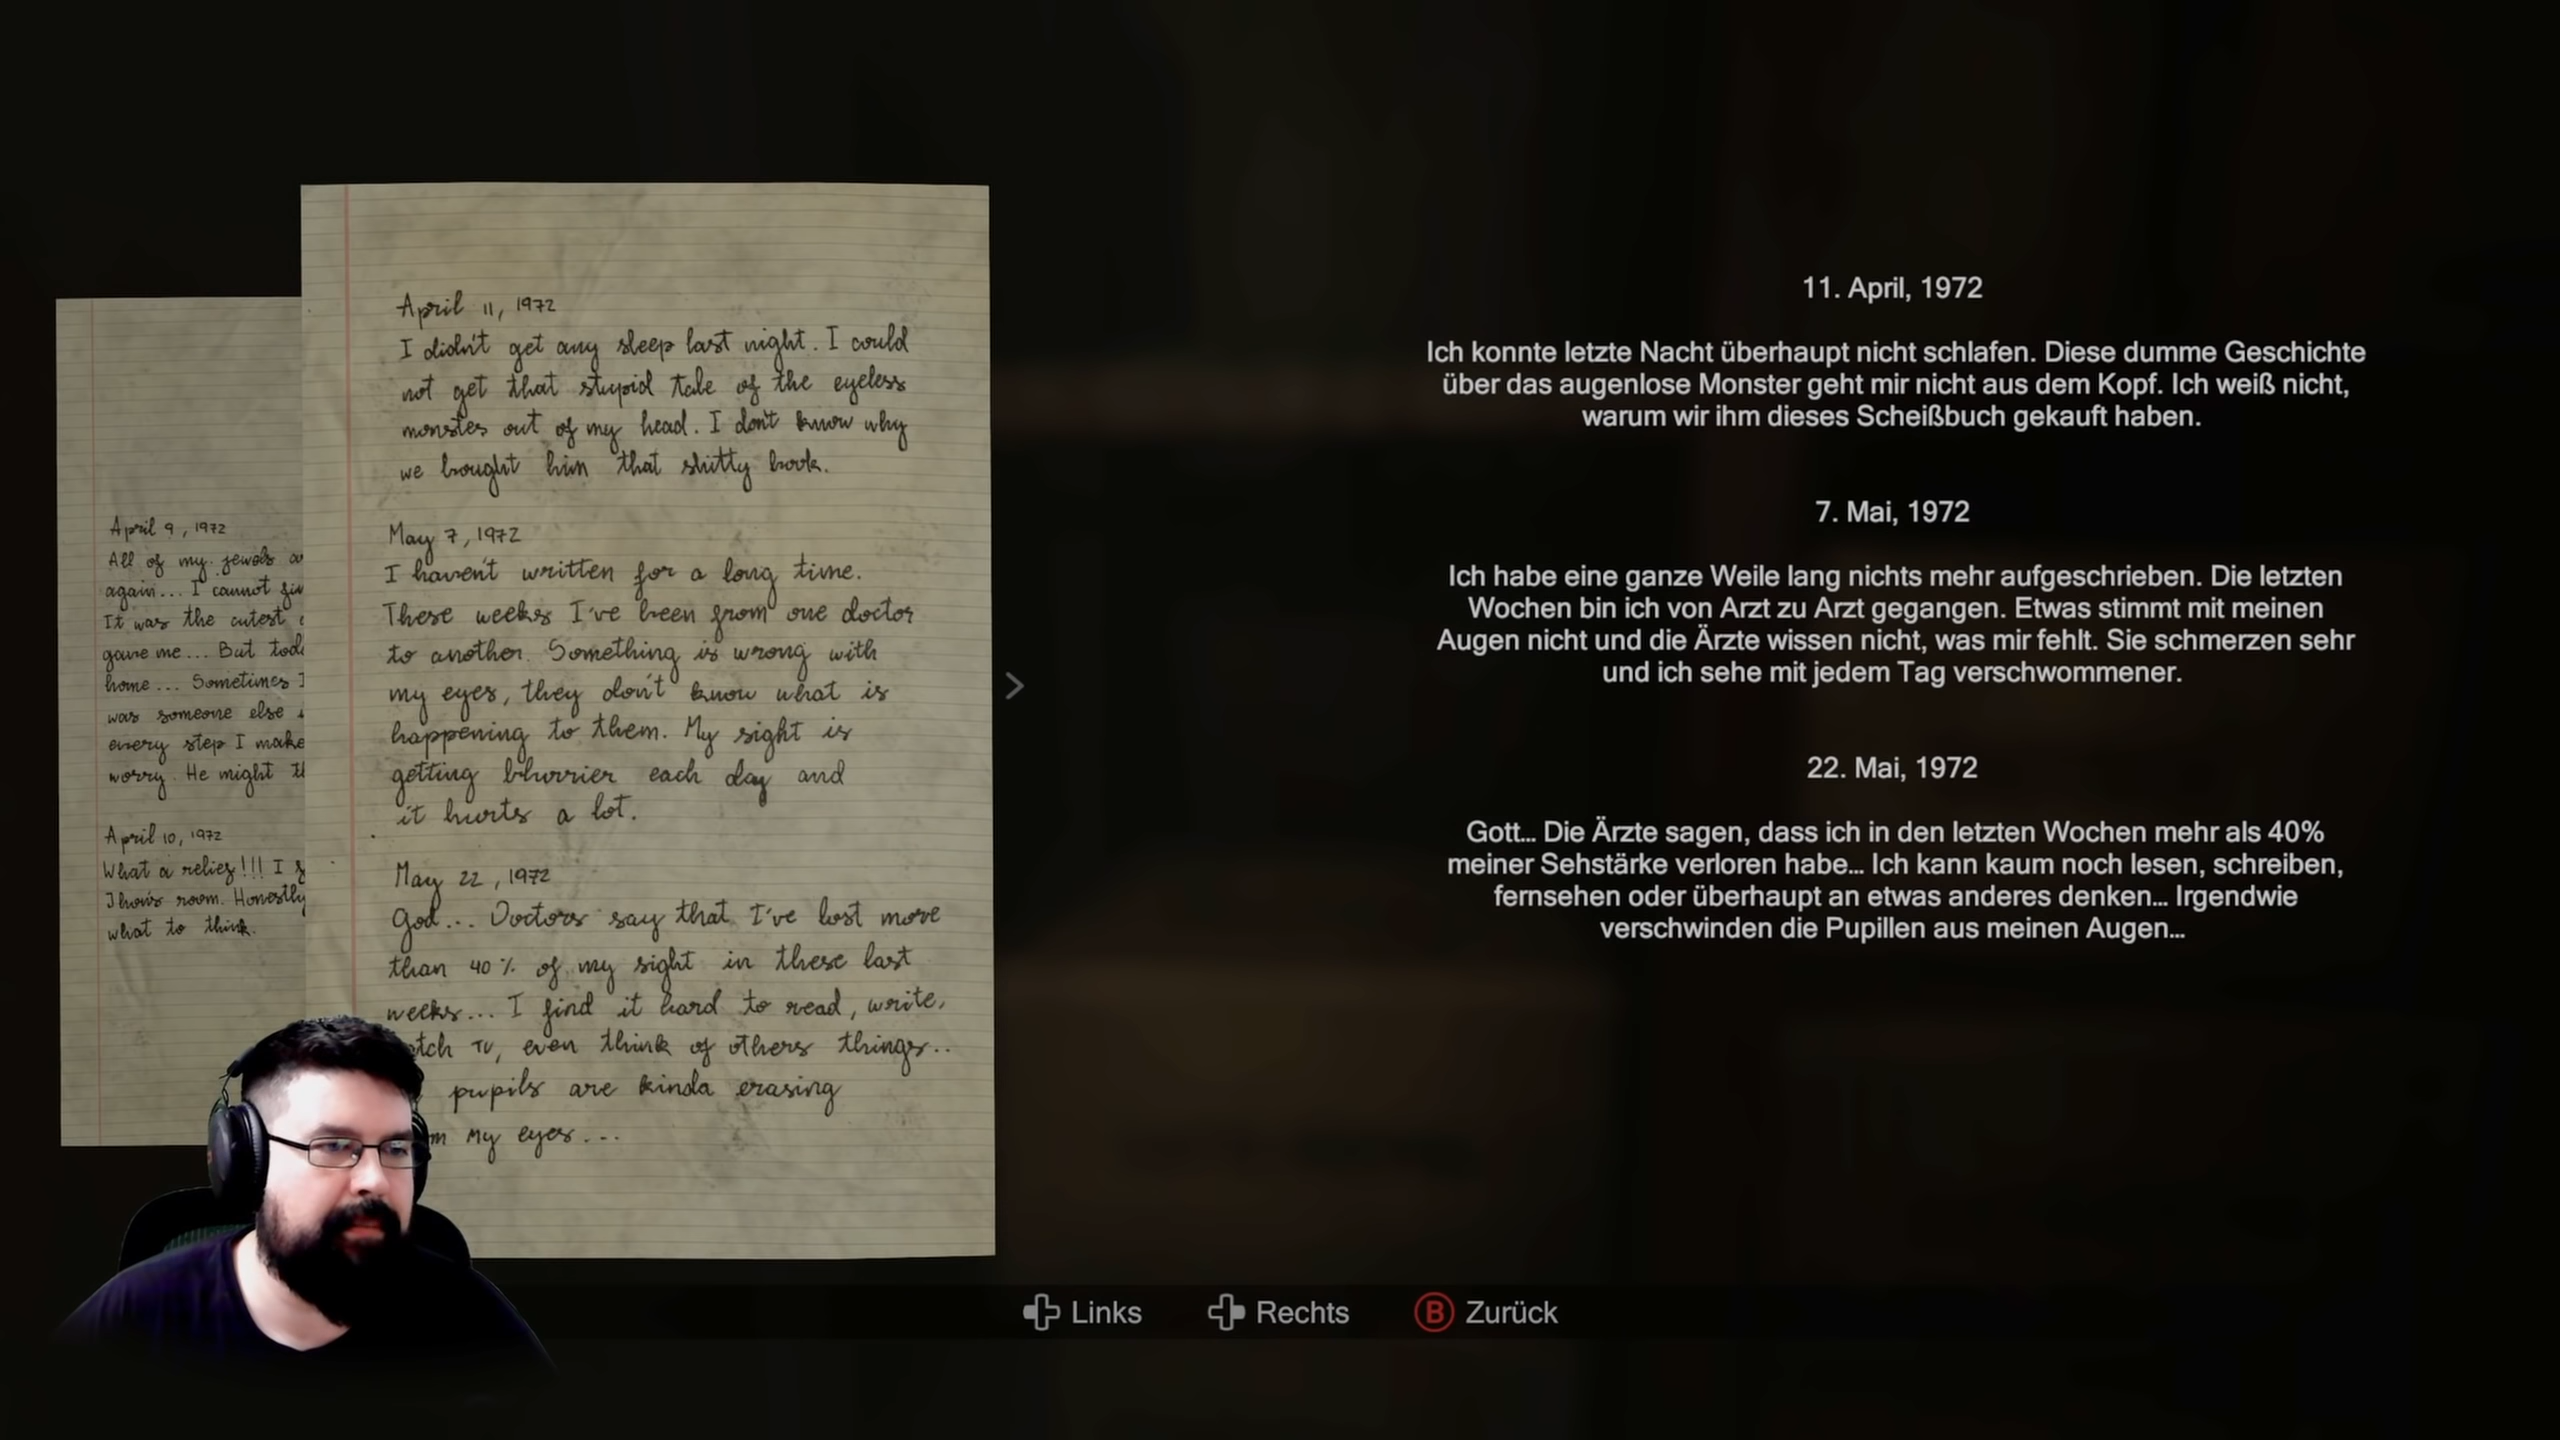 April 9, 1972
All of my jewels
again... I cannot
It was the cutest
gave me... But
home... Sometimes I
was someone else
every step I make
worry. He might
April 10, 1972
What a relief!!! I
room. Honestly
what to think.
April 11, 1972
I didn't get any sleep last night. I could
not get that stupid tale of the eyeless
monster out of my head. I don't know why
we bought him that shitty book.
May 7, 1972
I haven't written for a long time.
These weeks I've been from one doctor
to another. Something is wrong with
my eyes, they don't know what is
happening to them. My sight is
getting blurrier each day and
it hurts a lot.
May 22, 1972
God... Doctors say that I've lost more
than 40% of my sight in these last
weeks... I find it hard to read, write,
TV, even think of others things..
pupils are kinda erasing
my eyes...
11. April, 1972
Ich konnte letzte Nacht überhaupt nicht schlafen. Diese dumme Geschichte
über das augenlose Monster geht mir nicht aus dem Kopf. Ich weiß nicht,
warum wir ihm dieses Scheißbuch gekauft haben.
7. Mai, 1972
Ich habe eine ganze Weile lang nichts mehr aufgeschrieben. Die letzten
Wochen bin ich von Arzt zu Arzt gegangen. Etwas stimmt mit meinen
Augen nicht und die Ärzte wissen nicht, was mir fehlt. Sie schmerzen sehr
und ich sehe mit jedem Tag verschwommener.
22. Mai, 1972
Gott... Die Ärzte sagen, dass ich in den letzten Wochen mehr als 40%
meiner Sehstärke verloren habe... Ich kann kaum noch lesen, schreiben,
fernsehen oder überhaupt an etwas anderes denken... Irgendwie
verschwinden die Pupillen aus meinen Augen...
Links Rechts B Zurück